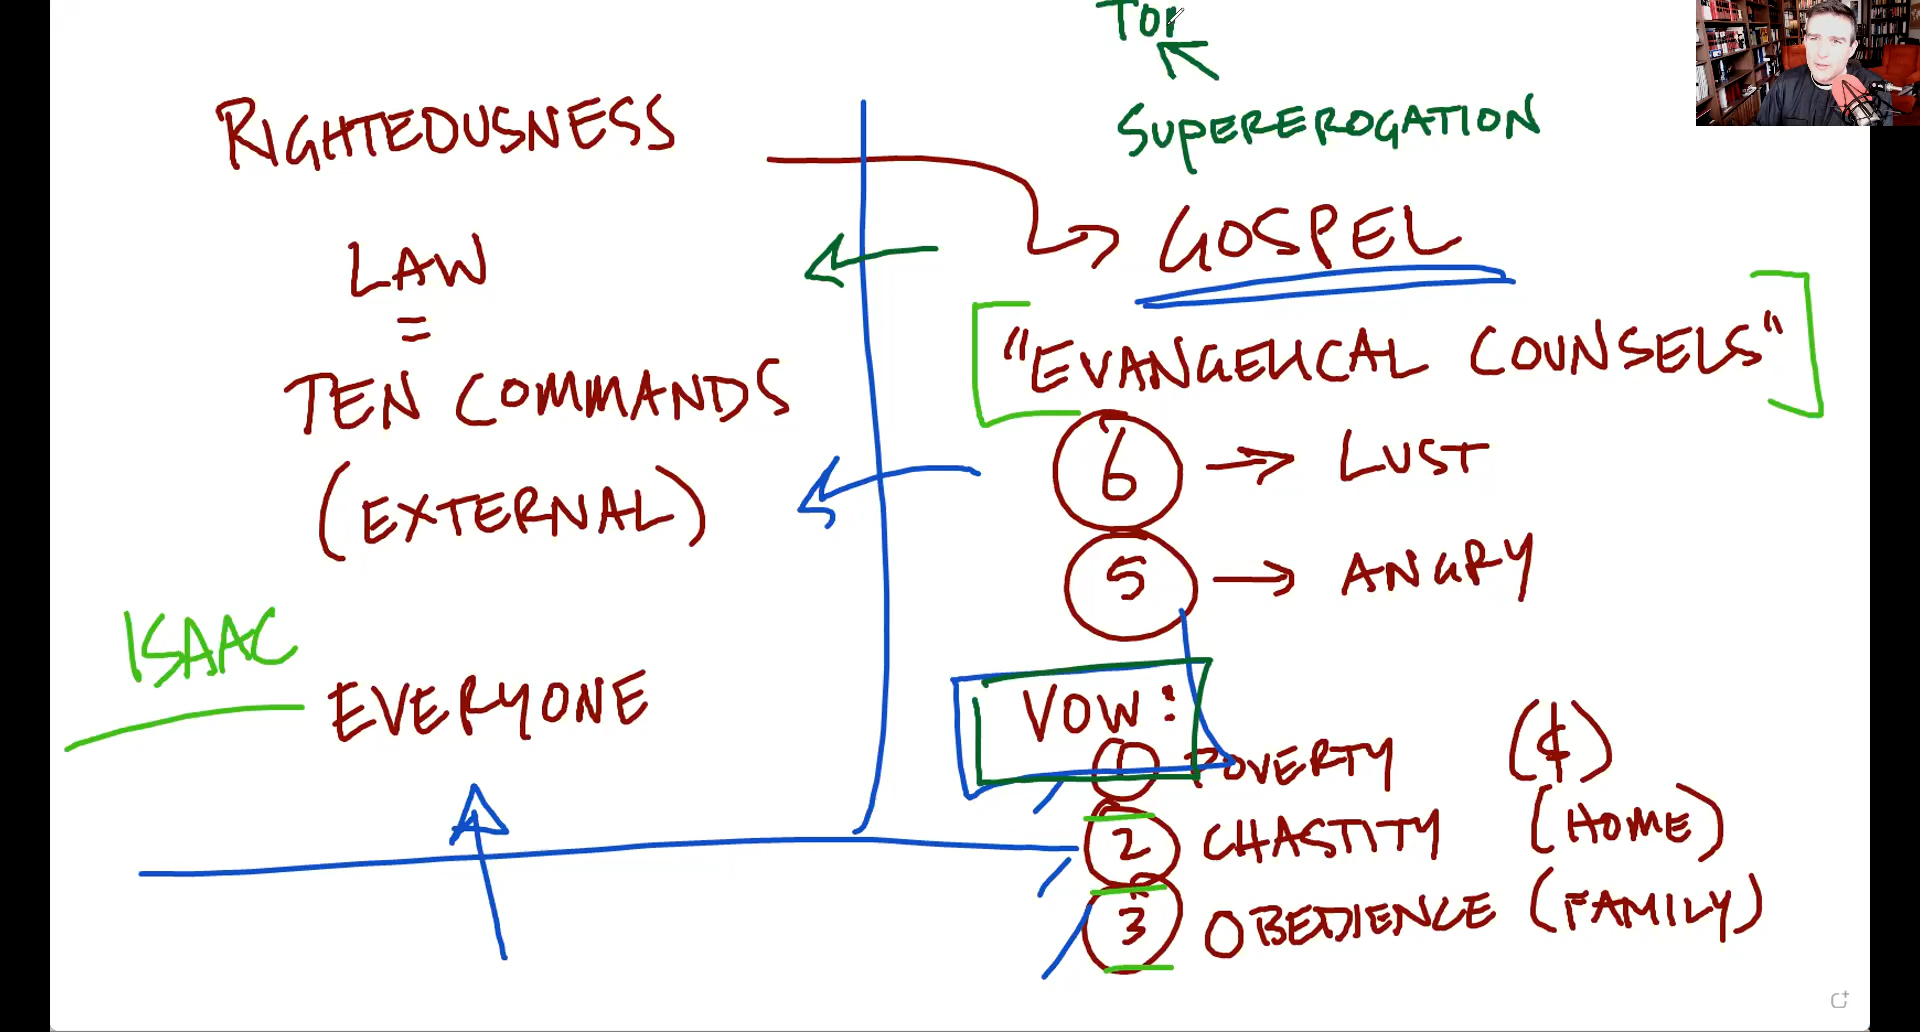 TOP
SUPEREROGATION
RIGHTEOUSNESS
GOSPEL
LAW
=
TEN COMMANDS
(EXTERNAL)
"EVANGELICAL COUNSELS"
6 → LUST
5 → ANGRY
ISAAC
EVERYONE
VOW:
1 POVERTY ($)
2 CHASTITY (HOME)
3 OBEDIENCE (FAMILY)